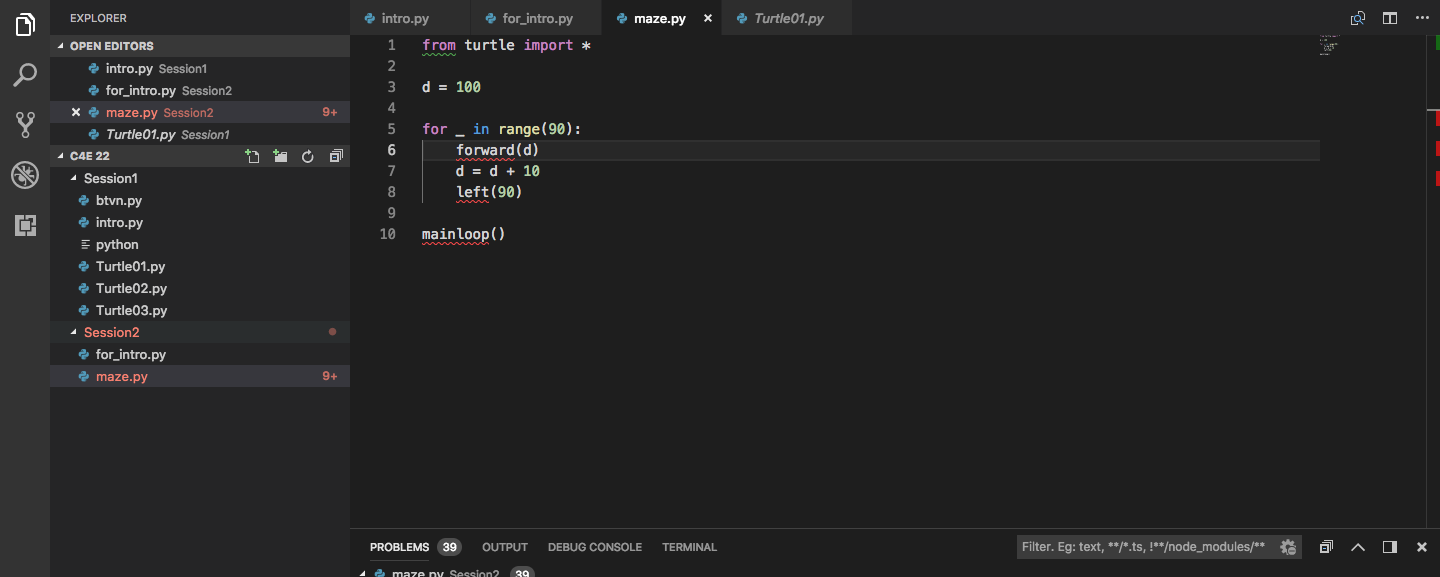 EXPLORER
OPEN EDITORS
intro.py Session1
for_intro.py Session2
maze.py Session2 9+
Turtle01.py Session1
C4E 22
Session1
btvn.py
intro.py
python
Turtle01.py
Turtle02.py
Turtle03.py
Session2
for_intro.py
maze.py 9+
intro.py for_intro.py maze.py Turtle01.py
1 from turtle import *
2
3 d = 100
4
5 for _ in range(90):
6 forward(d)
7 d = d + 10
8 left(90)
9
10 mainloop()
PROBLEMS 39 OUTPUT DEBUG CONSOLE TERMINAL Filter. Eg: text, **/*.ts, !**/node_modules/**
maze.py Session2 39